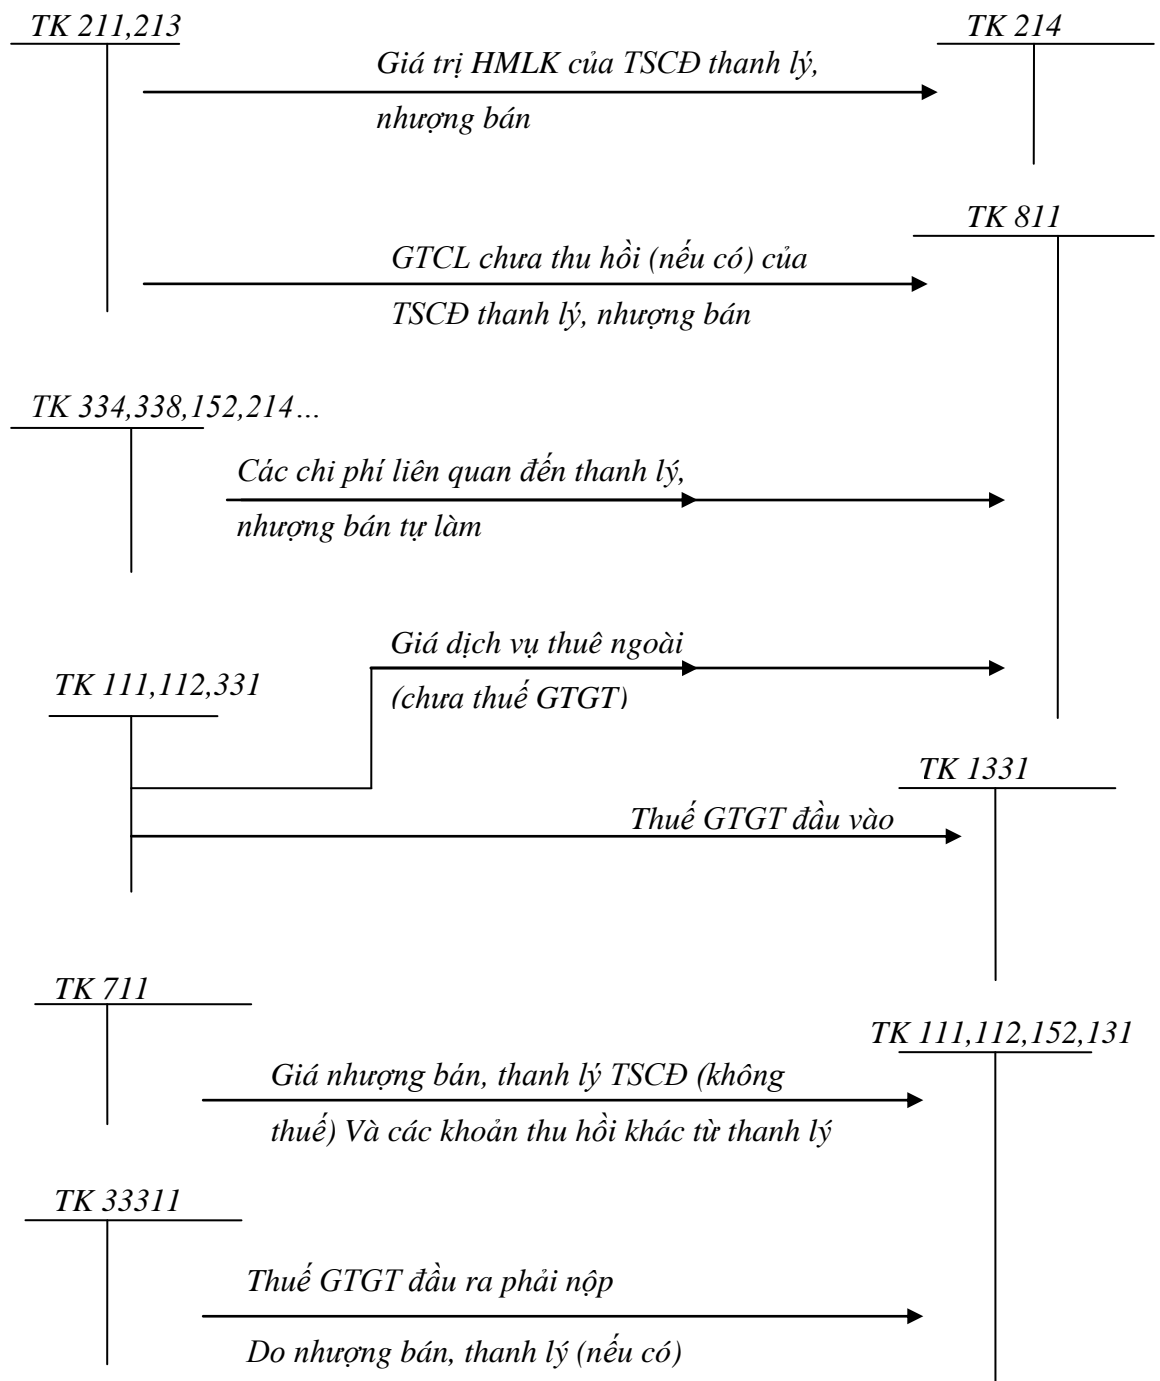 TK 211,213
TK 214
Giá trị HMLK của TSCĐ thanh lý,
nhượng bán
TK 811
GTCL chưa thu hồi (nếu có) của
TSCĐ thanh lý, nhượng bán
TK 334,338,152,214…
Các chi phí liên quan đến thanh lý,
nhượng bán tự làm
Giá dịch vụ thuê ngoài
(chưa thuế GTGT)
TK 111,112,331
TK 1331
Thuế GTGT đầu vào
TK 711
TK 111,112,152,131
Giá nhượng bán, thanh lý TSCĐ (không
thuế) Và các khoản thu hồi khác từ thanh lý
TK 33311
Thuế GTGT đầu ra phải nộp
Do nhượng bán, thanh lý (nếu có)